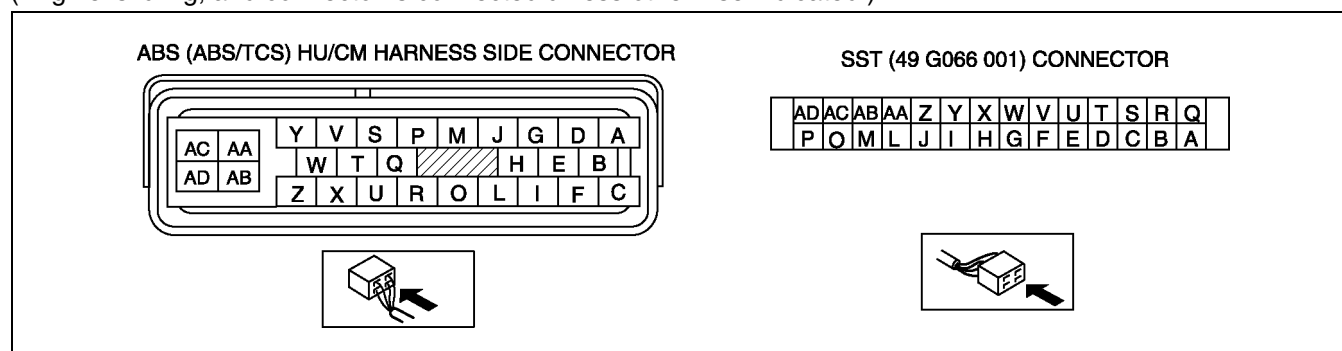 ABS (ABS/TCS) HU/CM HARNESS SIDE CONNECTOR
Y V S P M J G D A
AC AA
W T Q H E B
AD AB
Z X U R O L I F C
SST (49 G066 001) CONNECTOR
AD AC AB AA Z Y X W V U T S R Q
P O M L J I H G F E D C B A